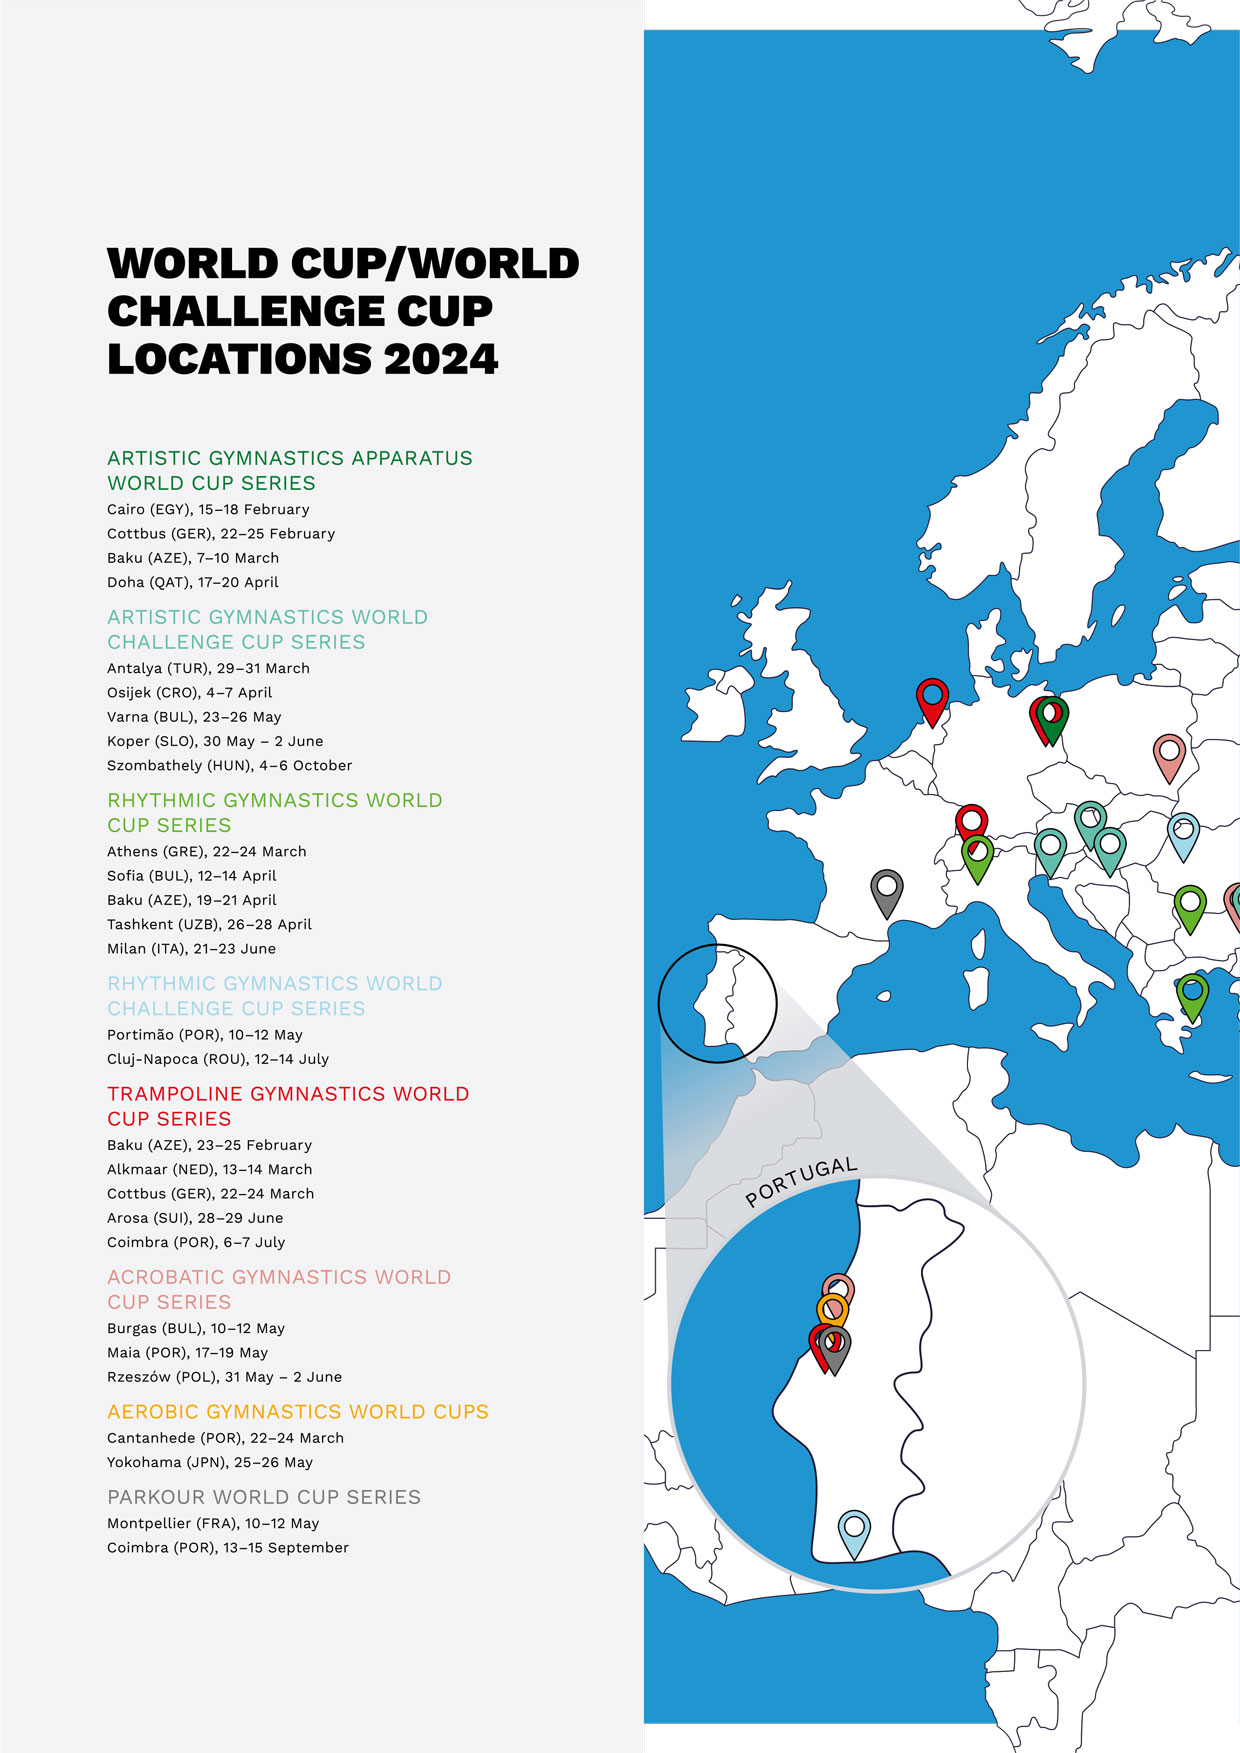 WORLD CUP/WORLD
CHALLENGE CUP
LOCATIONS 2024
ARTISTIC GYMNASTICS APPARATUS
WORLD CUP SERIES
Cairo (EGY), 15–18 February
Cottbus (GER), 22–25 February
Baku (AZE), 7–10 March
Doha (QAT), 17–20 April
ARTISTIC GYMNASTICS WORLD
CHALLENGE CUP SERIES
Antalya (TUR), 29–31 March
Osijek (CRO), 4–7 April
Varna (BUL), 23–26 May
Koper (SLO), 30 May – 2 June
Szombathely (HUN), 4–6 October
RHYTHMIC GYMNASTICS WORLD
CUP SERIES
Athens (GRE), 22–24 March
Sofia (BUL), 12–14 April
Baku (AZE), 19–21 April
Tashkent (UZB), 26–28 April
Milan (ITA), 21–23 June
RHYTHMIC GYMNASTICS WORLD
CHALLENGE CUP SERIES
Portimão (POR), 10–12 May
Cluj-Napoca (ROU), 12–14 July
TRAMPOLINE GYMNASTICS WORLD
CUP SERIES
Baku (AZE), 23–25 February
Alkmaar (NED), 13–14 March
Cottbus (GER), 22–24 March
Arosa (SUI), 28–29 June
Coimbra (POR), 6–7 July
ACROBATIC GYMNASTICS WORLD
CUP SERIES
Burgas (BUL), 10–12 May
Maia (POR), 17–19 May
Rzeszów (POL), 31 May – 2 June
AEROBIC GYMNASTICS WORLD CUPS
Cantanhede (POR), 22–24 March
Yokohama (JPN), 25–26 May
PARKOUR WORLD CUP SERIES
Montpellier (FRA), 10–12 May
Coimbra (POR), 13–15 September
PORTUGAL